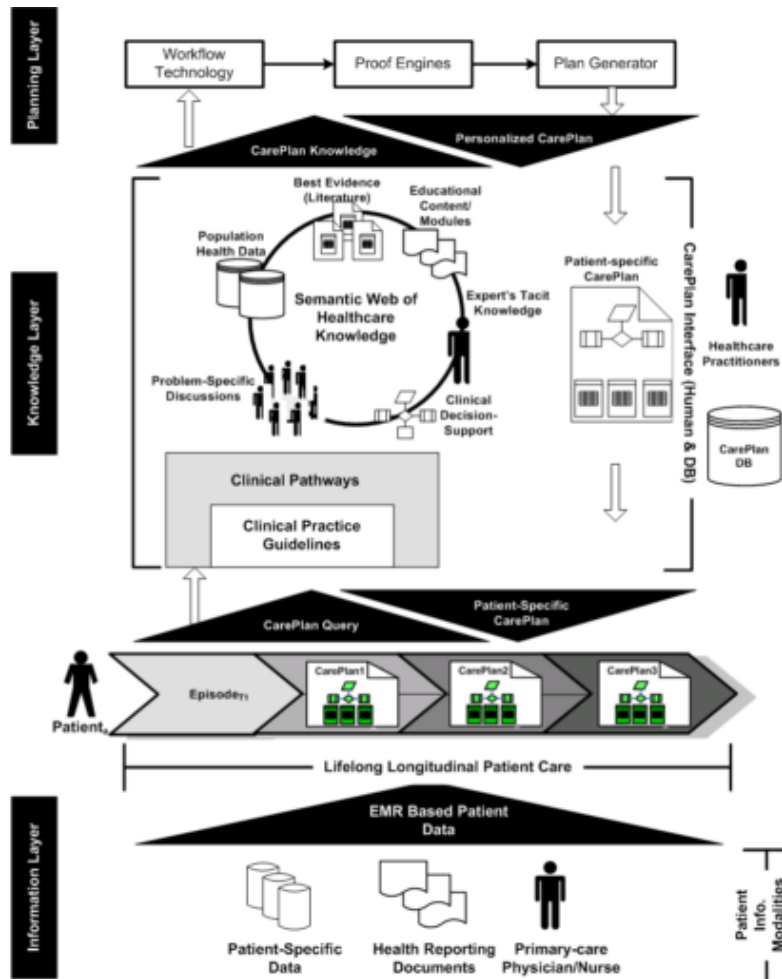 Planning Layer
Workflow
Technology
Proof Engines
Plan Generator
CarePlan Knowledge
Personalized CarePlan
Knowledge Layer
Best Evidence
(Literature)
Educational
Content/
Modules
Population
Health Data
Semantic Web of
Healthcare
Knowledge
Expert's Tacit
Knowledge
Problem-Specific
Discussions
Clinical
Decision-
Support
Patient-specific
CarePlan
CarePlan Interface (Human & DB)
Healthcare
Practitioners
CarePlan
DB
Clinical Pathways
Clinical Practice
Guidelines
CarePlan Query
Patient-Specific
CarePlan
Patient
EpisodeT1
CarePlan1
CarePlan2
CarePlan3
Lifelong Longitudinal Patient Care
Information Layer
EMR Based Patient
Data
Patient-Specific
Data
Health Reporting
Documents
Primary-care
Physician/Nurse
Patient
Info.
Modalities